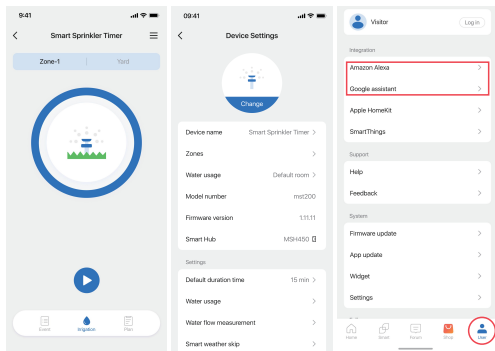 9:41
Smart Sprinkler Timer
Zone-1
Yard
Event
Irrigation
Plan
09:41
Device Settings
Change
Device name
Smart Sprinkler Timer
Zones
Water usage
Default room
Model number
mst200
Firmware version
1.11.11
Smart Hub
MSH450
Settings
Default duration time
15 min
Water usage
Water flow measurement
Smart weather skip
Visitor
Log in
Integration
Amazon Alexa
Google assistant
Apple HomeKit
SmartThings
Support
Help
Feedback
System
Firmware update
App update
Widget
Settings
Home
Smart
Forum
Shop
User